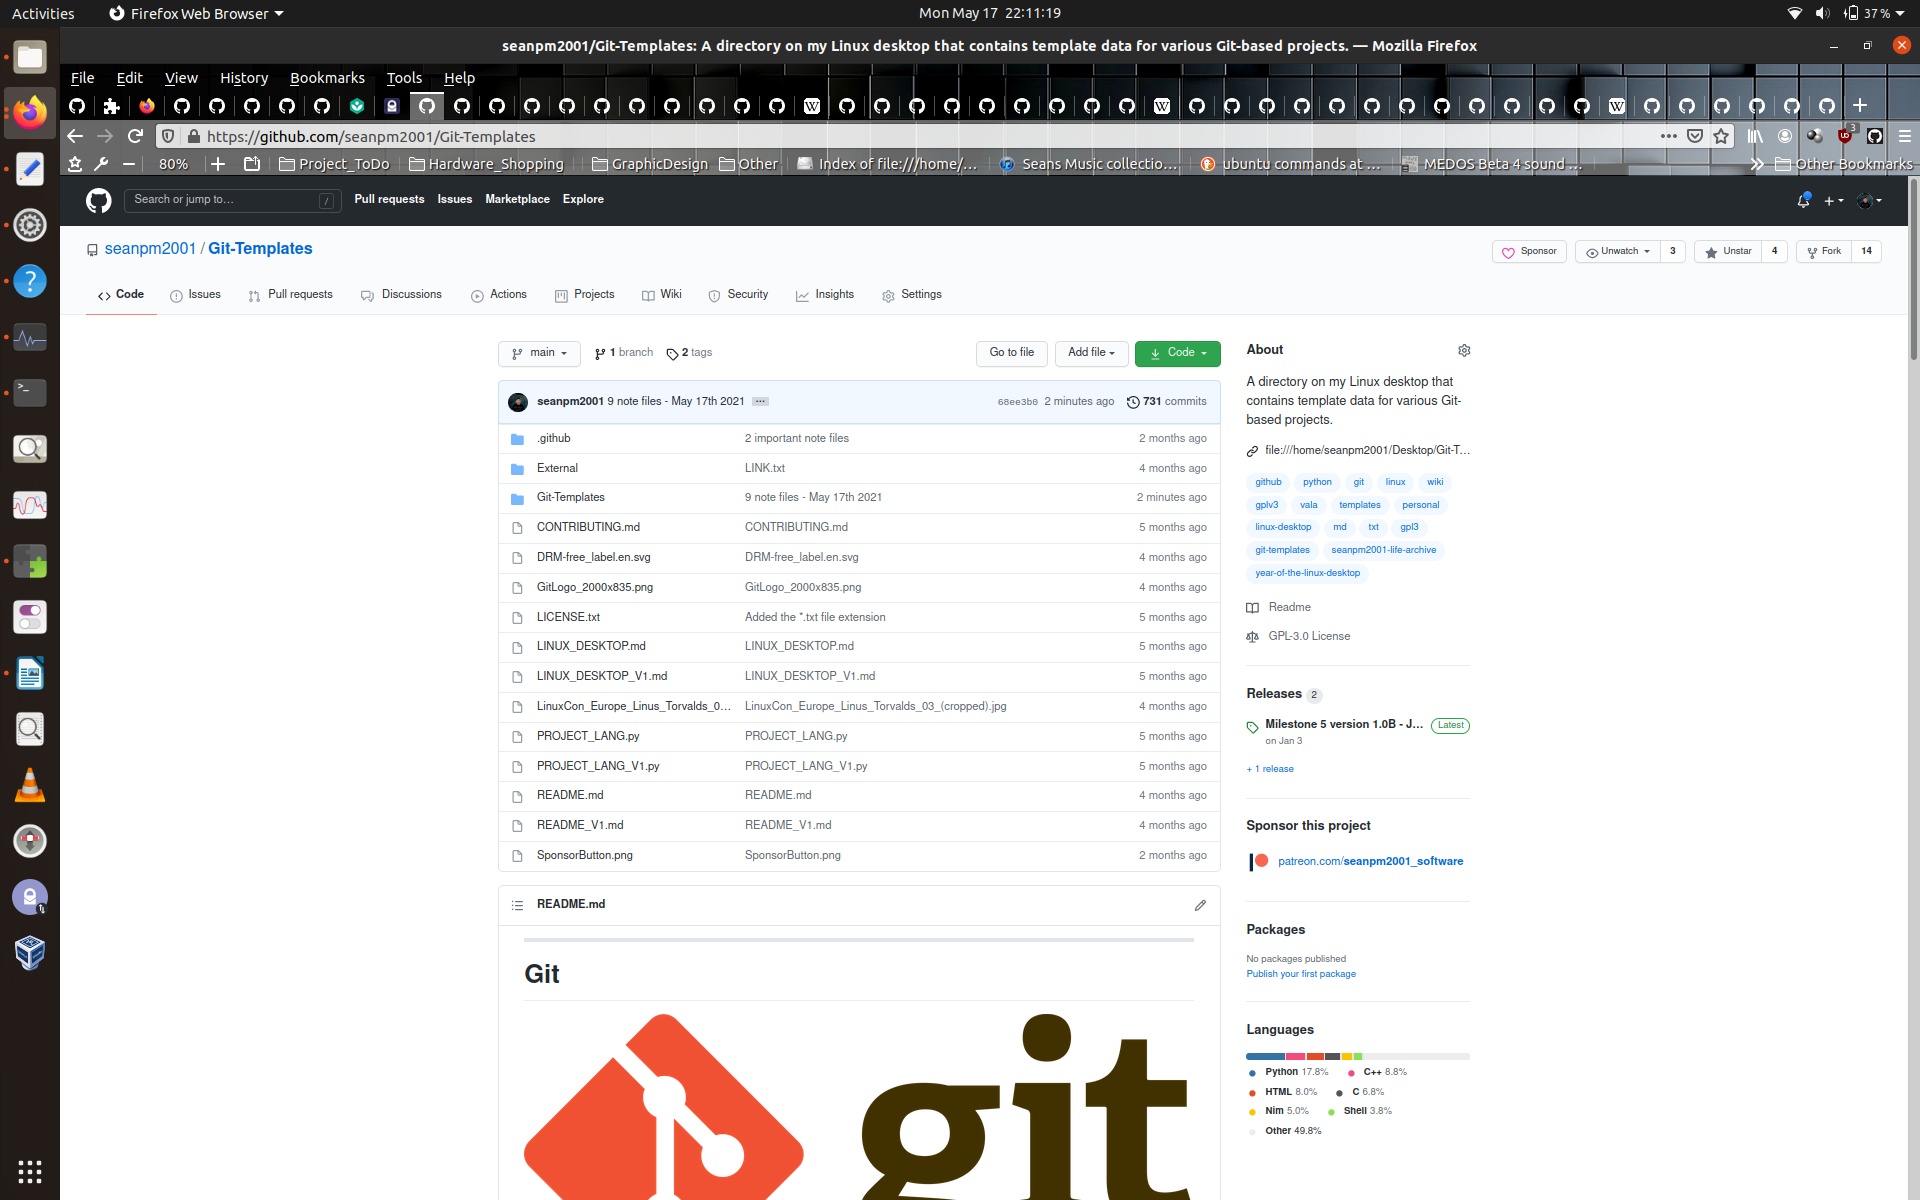 Activities
Firefox Web Browser
Mon May 17 22:11:19
37 %
seanpm2001/Git-Templates: A directory on my Linux desktop that contains template data for various Git-based projects. — Mozilla Firefox
File Edit View History Bookmarks Tools Help
https://github.com/seanpm2001/Git-Templates
3
80%
Project_ToDo
Hardware_Shopping
GraphicDesign
Other
Index of file:///home/…
Seans Music collectio…
ubuntu commands at …
MEDOS Beta 4 sound …
Other Bookmarks
Search or jump to…
/
Pull requests Issues Marketplace Explore
seanpm2001 / Git-Templates
Sponsor
Unwatch 3
Unstar 4
Fork 14
Code
Issues
Pull requests
Discussions
Actions
Projects
Wiki
Security
Insights
Settings
main
1 branch
2 tags
Go to file
Add file
Code
seanpm2001 9 note files - May 17th 2021 ... 68ee3b0 2 minutes ago 731 commits
.github 2 important note files 2 months ago
External LINK.txt 4 months ago
Git-Templates 9 note files - May 17th 2021 2 minutes ago
CONTRIBUTING.md CONTRIBUTING.md 5 months ago
DRM-free_label.en.svg DRM-free_label.en.svg 4 months ago
GitLogo_2000x835.png GitLogo_2000x835.png 4 months ago
LICENSE.txt Added the *.txt file extension 5 months ago
LINUX_DESKTOP.md LINUX_DESKTOP.md 5 months ago
LINUX_DESKTOP_V1.md LINUX_DESKTOP_V1.md 5 months ago
LinuxCon_Europe_Linus_Torvalds_0… LinuxCon_Europe_Linus_Torvalds_03_(cropped).jpg 4 months ago
PROJECT_LANG.py PROJECT_LANG.py 5 months ago
PROJECT_LANG_V1.py PROJECT_LANG_V1.py 5 months ago
README.md README.md 4 months ago
README_V1.md README_V1.md 4 months ago
SponsorButton.png SponsorButton.png 2 months ago
README.md
Git
git
About
A directory on my Linux desktop that
contains template data for various Git-
based projects.
file:///home/seanpm2001/Desktop/Git-T…
github python git linux wiki
gplv3 vala templates personal
linux-desktop md txt gpl3
git-templates seanpm2001-life-archive
year-of-the-linux-desktop
Readme
GPL-3.0 License
Releases 2
Milestone 5 version 1.0B - J… Latest
on Jan 3
+ 1 release
Sponsor this project
patreon.com/seanpm2001_software
Packages
No packages published
Publish your first package
Languages
Python 17.8% C++ 8.8%
HTML 8.0% C 6.8%
Nim 5.0% Shell 3.8%
Other 49.8%